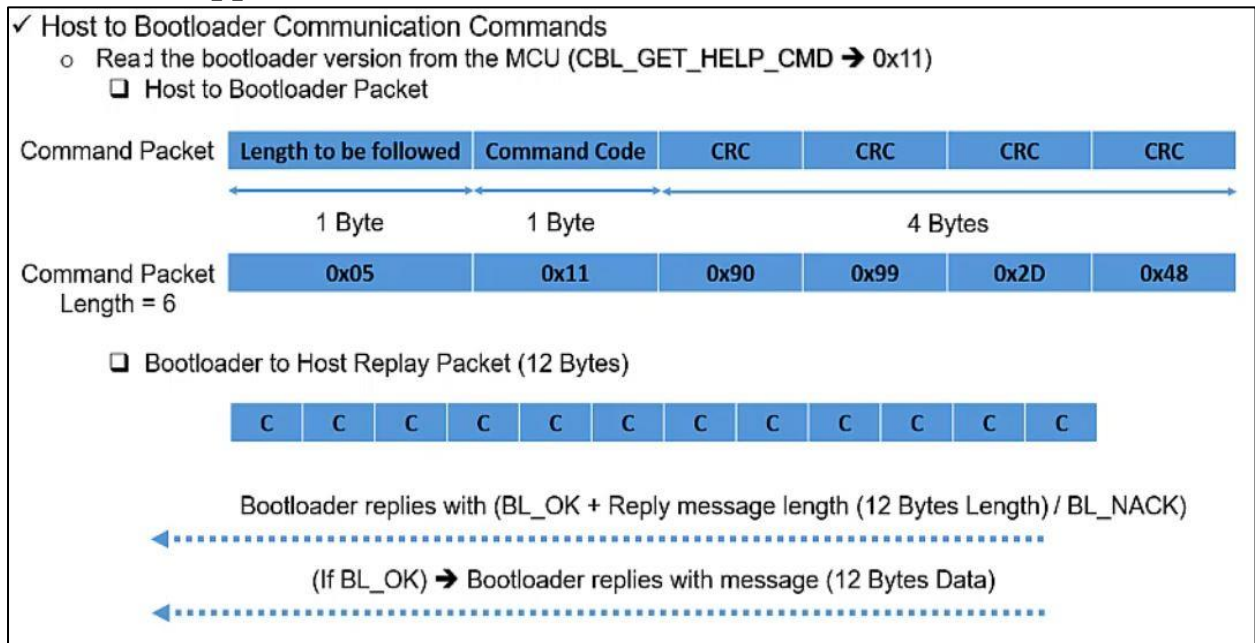 ✓ Host to Bootloader Communication Commands
o Read the bootloader version from the MCU (CBL_GET_HELP_CMD ➔ 0x11)
❑ Host to Bootloader Packet
Command Packet Length to be followed Command Code CRC CRC CRC CRC
1 Byte 1 Byte 4 Bytes
Command Packet 0x05 0x11 0x90 0x99 0x2D 0x48
Length = 6
❑ Bootloader to Host Replay Packet (12 Bytes)
C C C C C C C C C C C C
Bootloader replies with (BL_OK + Reply message length (12 Bytes Length) / BL_NACK)
(If BL_OK) ➔ Bootloader replies with message (12 Bytes Data)